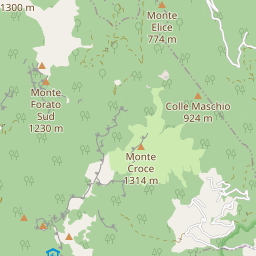 1300 m
Monte
Elice
774 m
Monte
Forato
Sud
1230 m
Colle Maschio
924 m
Monte
Croce
1314 m